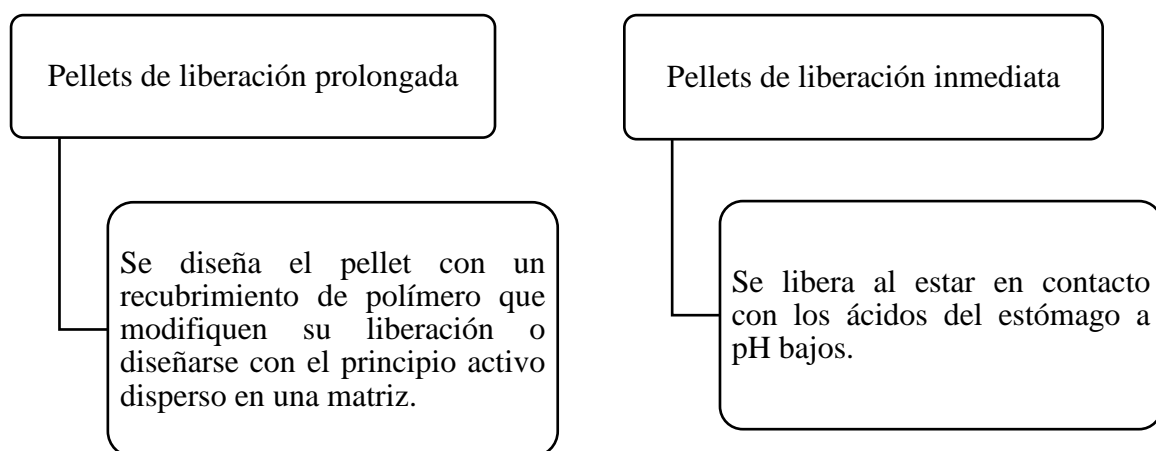 Pellets de liberación prolongada
Se diseña el pellet con un
recubrimiento de polímero que
modifiquen su liberación o
diseñarse con el principio activo
disperso en una matriz.
Pellets de liberación inmediata
Se libera al estar en contacto
con los ácidos del estómago a
pH bajos.